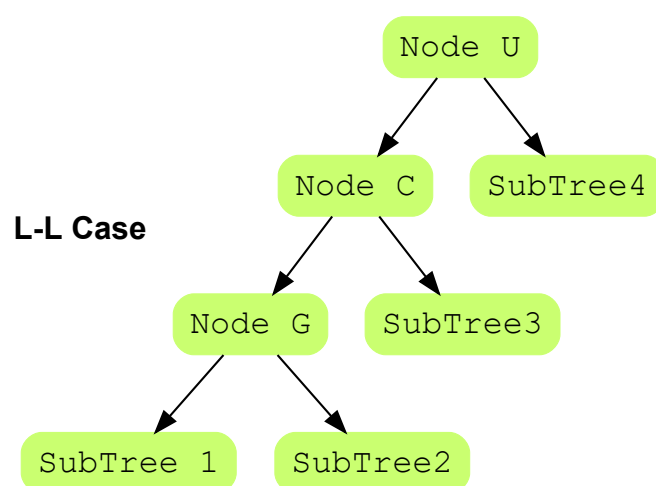 Node U
Node C
SubTree4
L-L Case
Node G
SubTree3
SubTree 1
SubTree2